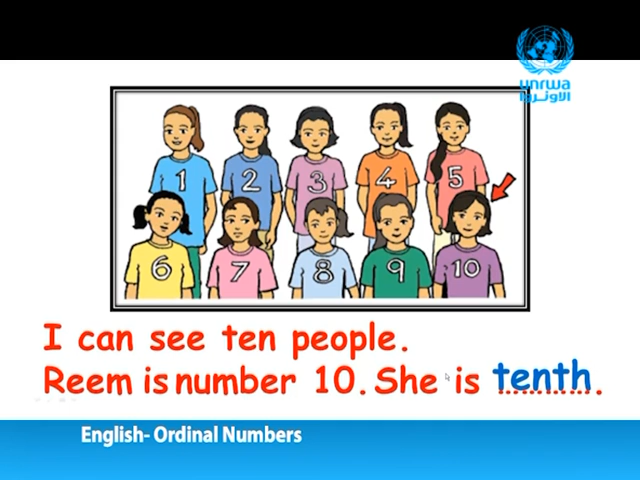 unrwa
الأونروا
1 2 3 4 5
6 7 8 9 10
I can see ten people.
Reem is number 10. She is tenth.
English- Ordinal Numbers